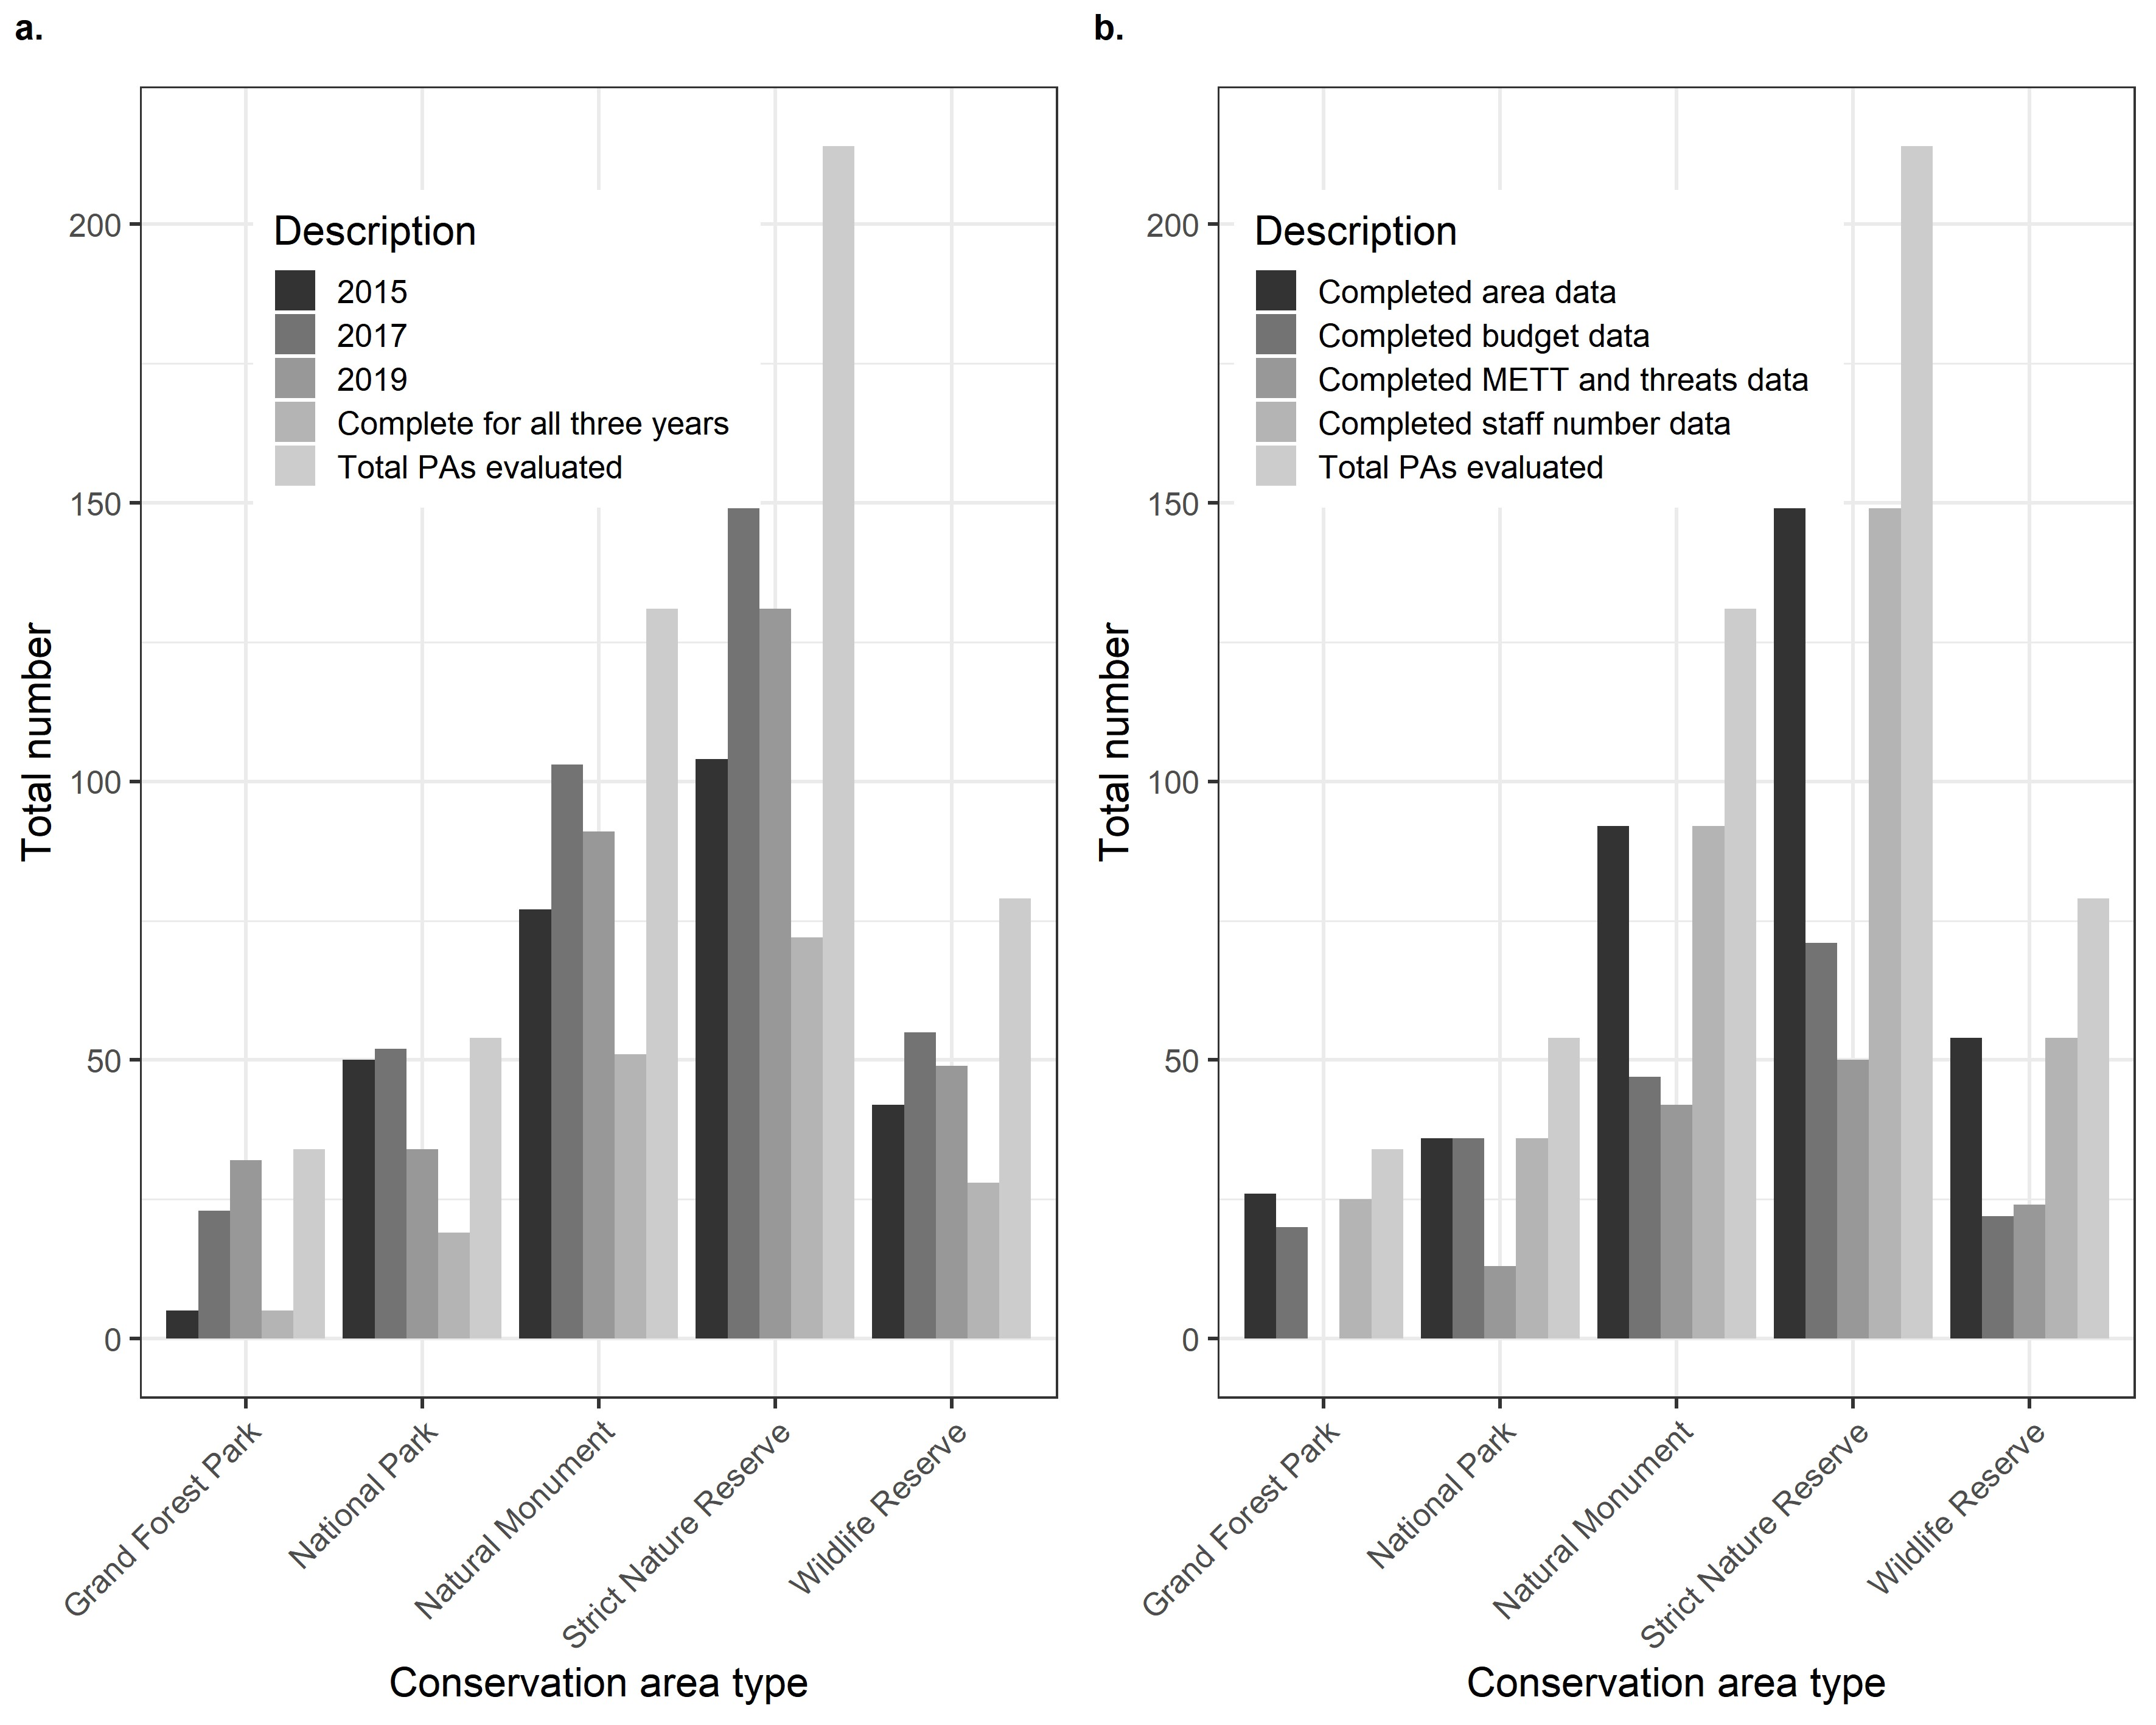 a.
Total number
200
150
100
50
0
Description
2015
2017
2019
Complete for all three years
Total PAs evaluated
Grand Forest Park
National Park
Natural Monument
Strict Nature Reserve
Wildlife Reserve
Conservation area type
b.
Total number
200
150
100
50
0
Description
Completed area data
Completed budget data
Completed METT and threats data
Completed staff number data
Total PAs evaluated
Grand Forest Park
National Park
Natural Monument
Strict Nature Reserve
Wildlife Reserve
Conservation area type